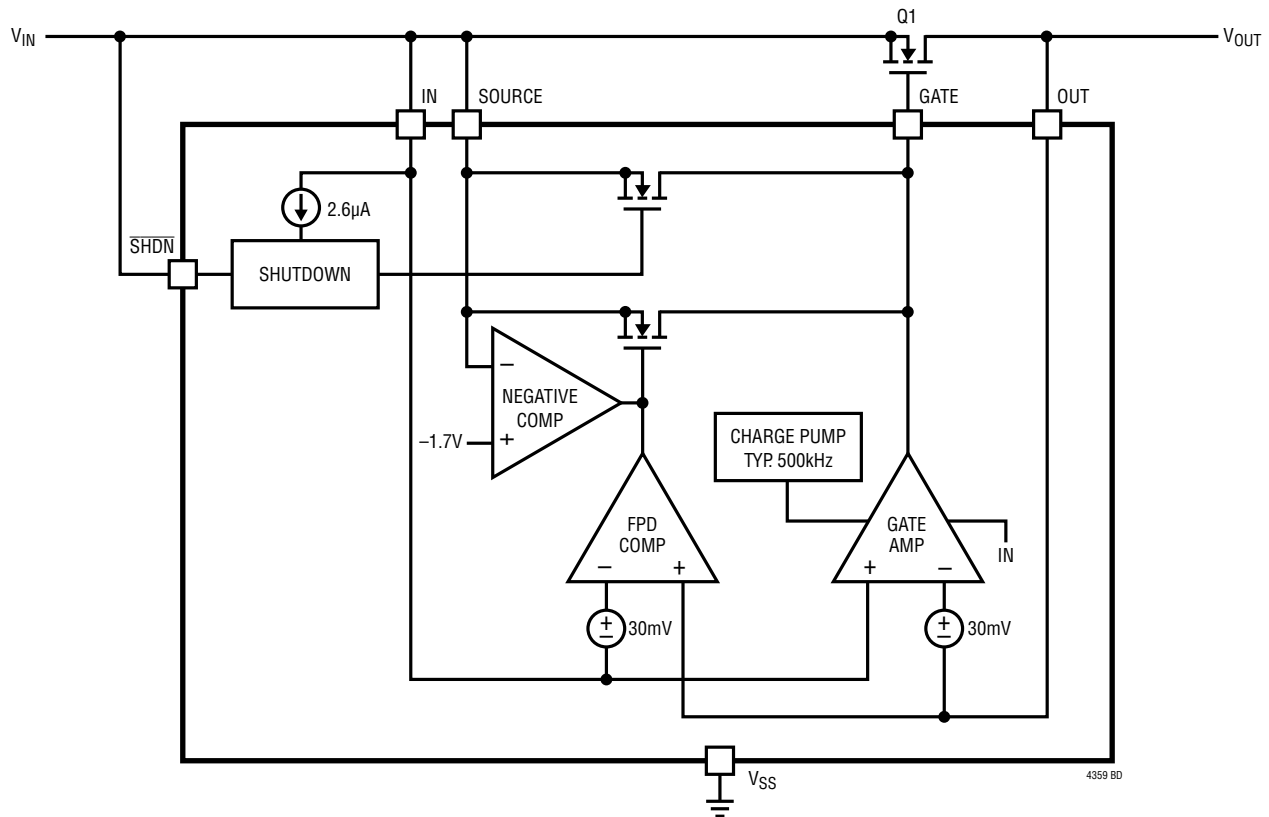 Q1
VIN
VOUT
IN
SOURCE
GATE
OUT
2.6µA
SHDN
SHUTDOWN
−
NEGATIVE
COMP
–1.7V
+
CHARGE PUMP
TYP. 500kHz
FPD
COMP
− +
GATE
AMP
+ −
IN
+
−
30mV
+
−
30mV
VSS
4359 BD